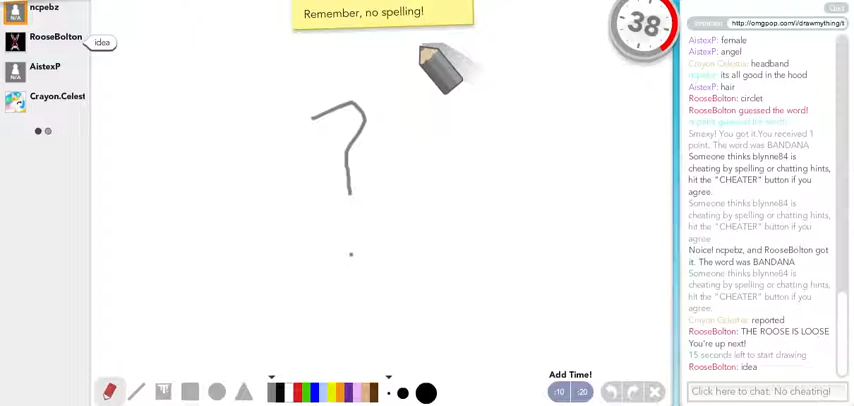 ncpebz
N/A
RooseBolton
idea
AistexP
N/A
Crayon.Celest
Remember, no spelling!
38
Quit
http://omgpop.com/i/drawmything/t
AistexP: female
AistexP: angel
Crayon Celestia: headband
ncpebz: its all good in the hood
AistexP: hair
RooseBolton: circlet
RooseBolton guessed the word!
ncpebz guessed the word!
Smexy! You got it.You received 1
point. The word was BANDANA
Someone thinks blynne84 is
cheating by spelling or chatting hints,
hit the "CHEATER" button if you
agree.
Someone thinks blynne84 is
cheating by spelling or chatting hints,
hit the "CHEATER" button if you
agree
Noice! ncpebz, and RooseBolton got
it. The word was BANDANA
Someone thinks blynne84 is
cheating by spelling or chatting hints,
hit the "CHEATER" button if you
agree.
Crayon Celestia: reported
RooseBolton: THE ROOSE IS LOOSE
You're up next!
15 seconds left to start drawing
RooseBolton: idea
Click here to chat. No cheating!
?
Add Time!
:10 :20